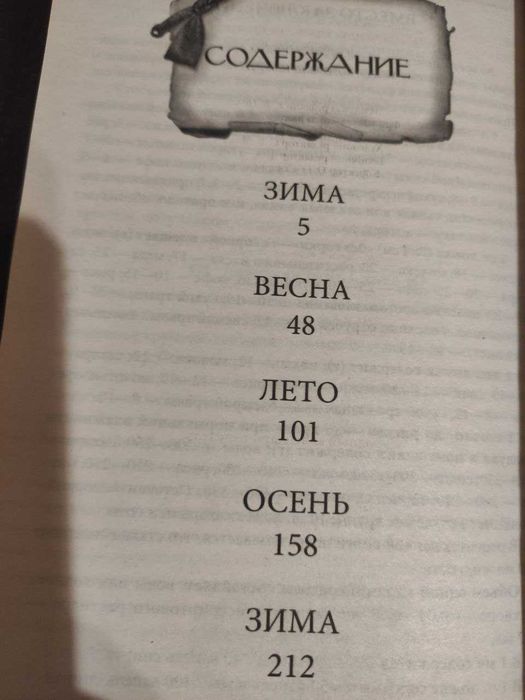 СОДЕРЖАНИЕ
ЗИМА
5
ВЕСНА
48
ЛЕТО
101
ОСЕНЬ
158
ЗИМА
212